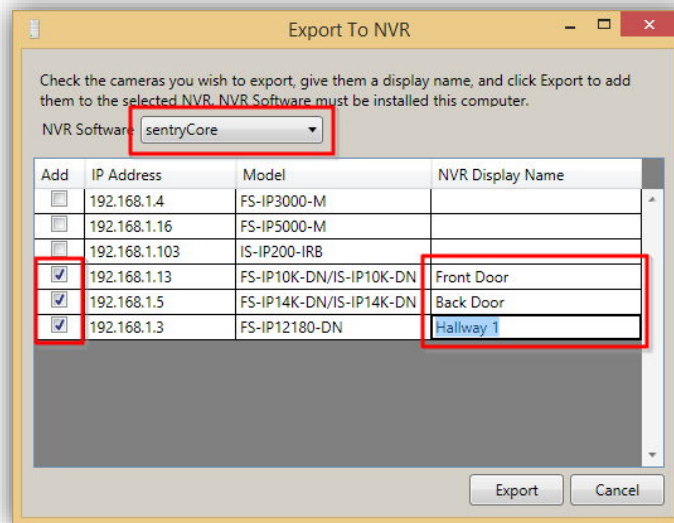 Export To NVR
Check the cameras you wish to export, give them a display name, and click Export to add
them to the selected NVR. NVR Software must be installed this computer.
NVR Software sentryCore
Add IP Address Model NVR Display Name
192.168.1.4 FS-IP3000-M
192.168.1.16 FS-IP5000-M
192.168.1.103 IS-IP200-IRB
192.168.1.13 FS-IP10K-DN/IS-IP10K-DN Front Door
192.168.1.5 FS-IP14K-DN/IS-IP14K-DN Back Door
192.168.1.3 FS-IP12180-DN Hallway 1
Export Cancel